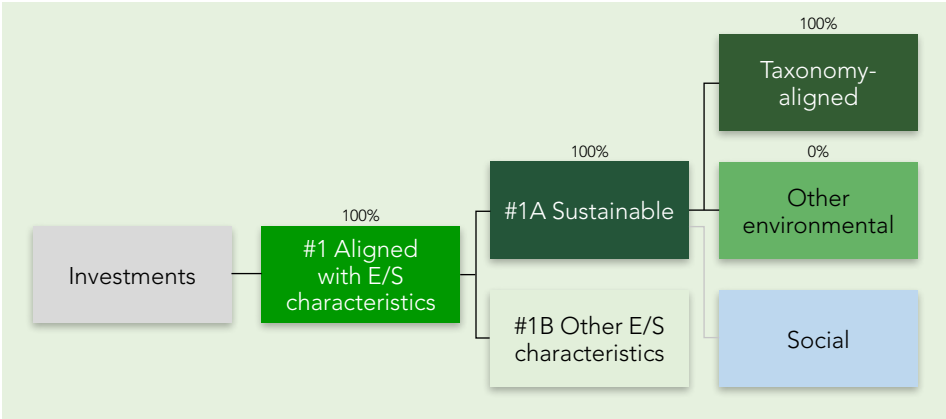 100%
Taxonomy-
aligned
100%
0%
#1A Sustainable
Other
environmental
100%
Investments
#1 Aligned
with E/S
characteristics
#1B Other E/S
characteristics
Social